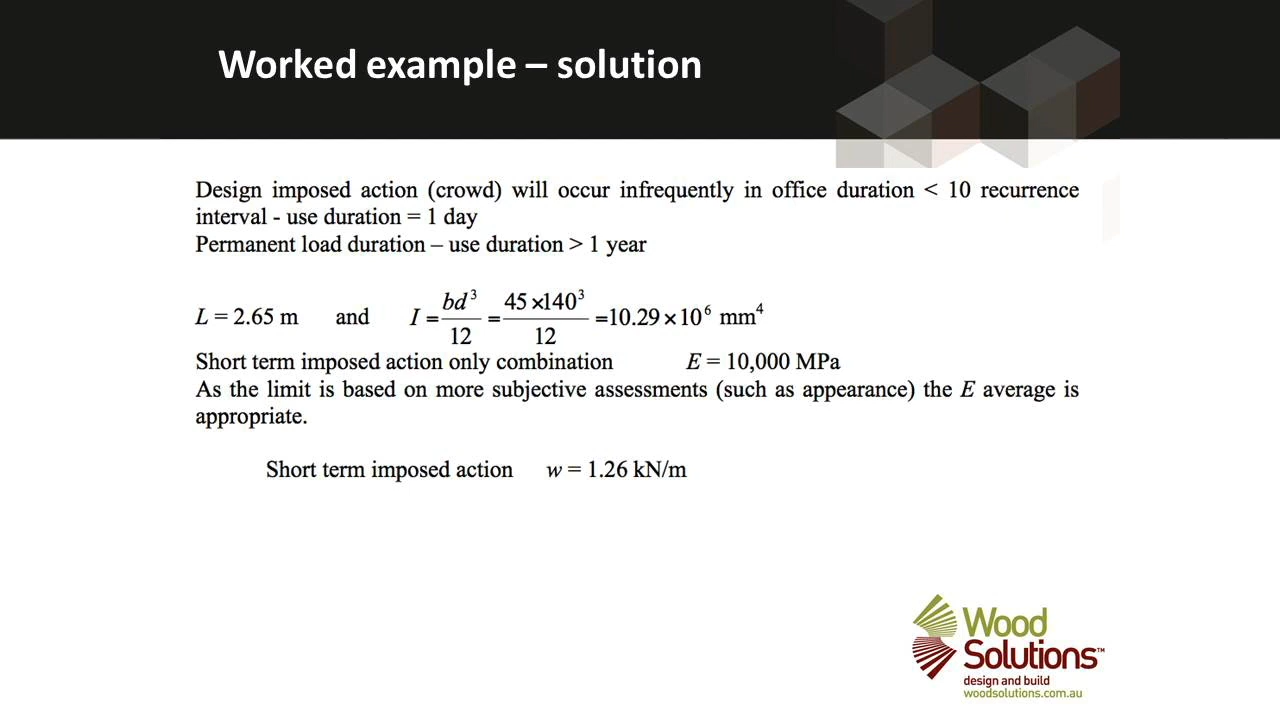 Worked example – solution
Design imposed action (crowd) will occur infrequently in office duration < 10 recurrence
interval - use duration = 1 day
Permanent load duration – use duration > 1 year
L = 2.65 m and I = bd³/12 = 45 ×140³/12 =10.29 × 10⁶ mm⁴
Short term imposed action only combination E = 10,000 MPa
As the limit is based on more subjective assessments (such as appearance) the E average is
appropriate.
Short term imposed action w = 1.26 kN/m
Wood
Solutions™
design and build
woodsolutions.com.au